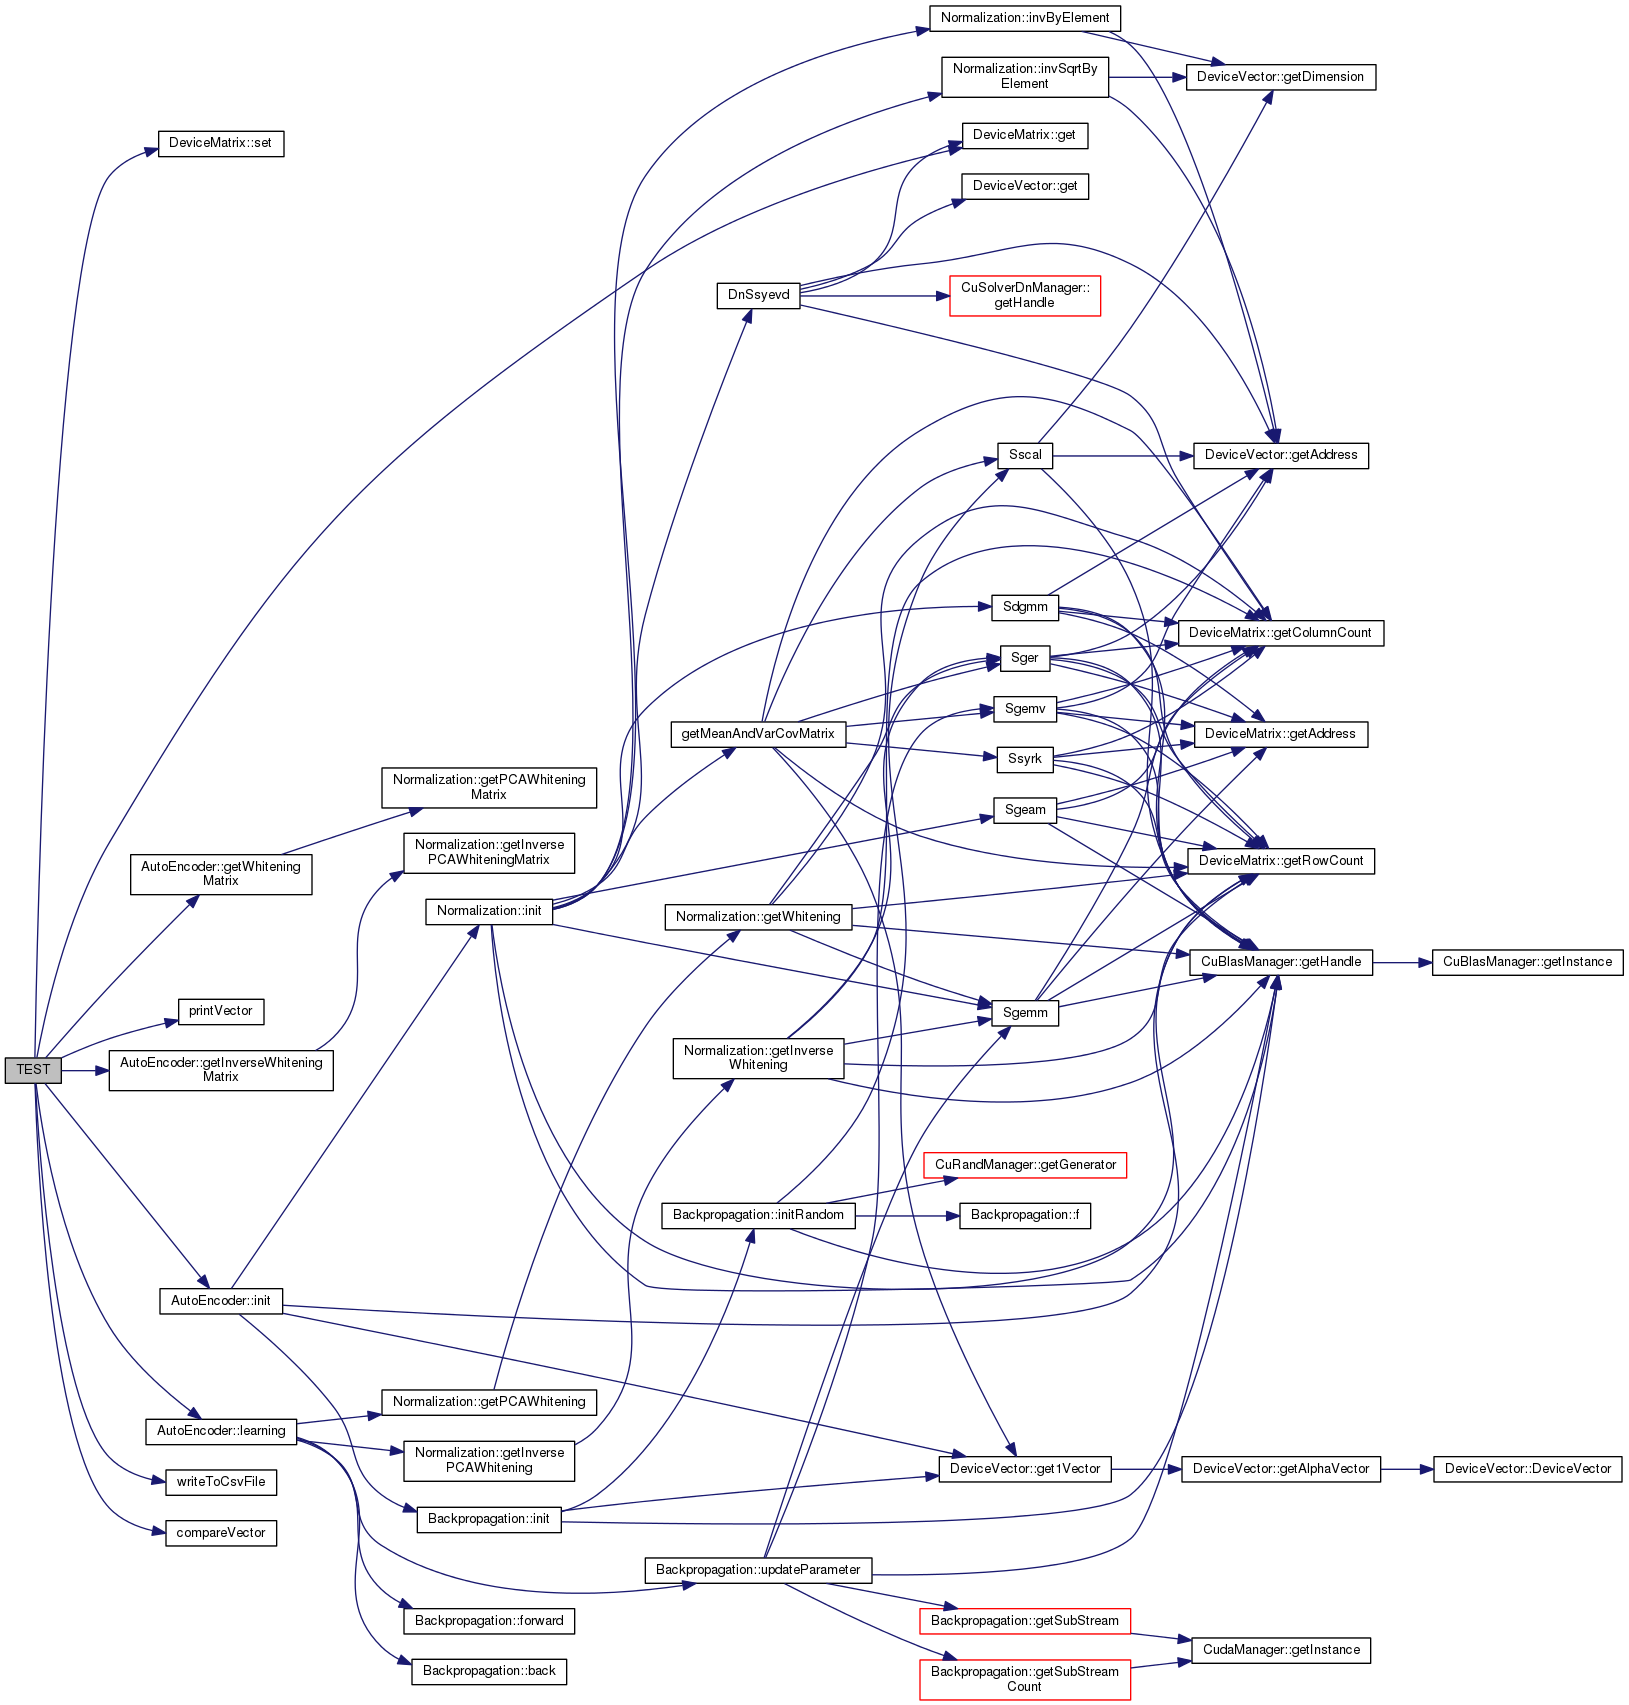 Normalization::invByElement
Normalization::invSqrtBy
Element
DeviceVector::getDimension
DeviceMatrix::set
DeviceMatrix::get
DeviceVector::get
DnSsyevd
CuSolverDnManager::
getHandle
Sscal
DeviceVector::getAddress
Sdgmm
DeviceMatrix::getColumnCount
Sger
Sgemv
getMeanAndVarCovMatrix
DeviceMatrix::getAddress
Ssyrk
Normalization::getPCAWhitening
Matrix
Sgeam
Normalization::getInverse
PCAWhiteningMatrix
DeviceMatrix::getRowCount
AutoEncoder::getWhitening
Matrix
Normalization::init
Normalization::getWhitening
CuBlasManager::getHandle
CuBlasManager::getInstance
printVector
Sgemm
TEST
AutoEncoder::getInverseWhitening
Matrix
Normalization::getInverse
Whitening
CuRandManager::getGenerator
Backpropagation::initRandom
Backpropagation::f
AutoEncoder::init
Normalization::getPCAWhitening
AutoEncoder::learning
Normalization::getInverse
PCAWhitening
DeviceVector::get1Vector
DeviceVector::getAlphaVector
DeviceVector::DeviceVector
writeToCsvFile
Backpropagation::init
compareVector
Backpropagation::updateParameter
Backpropagation::forward
Backpropagation::getSubStream
CudaManager::getInstance
Backpropagation::back
Backpropagation::getSubStream
Count